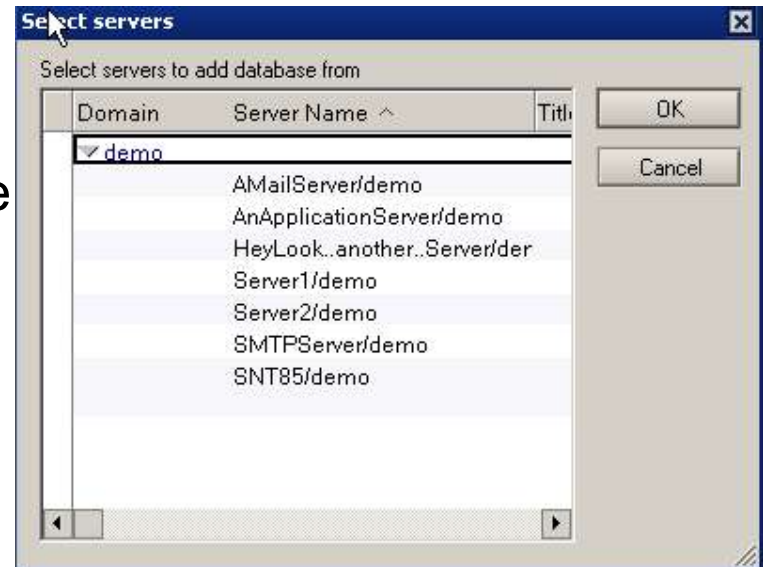 Select servers
Select servers to add database from
Domain Server Name Title
OK
Cancel
demo
e
AMailServer/demo
AnApplicationServer/demo
HeyLook..another..Server/der
Server1/demo
Server2/demo
SMTPServer/demo
SNT85/demo